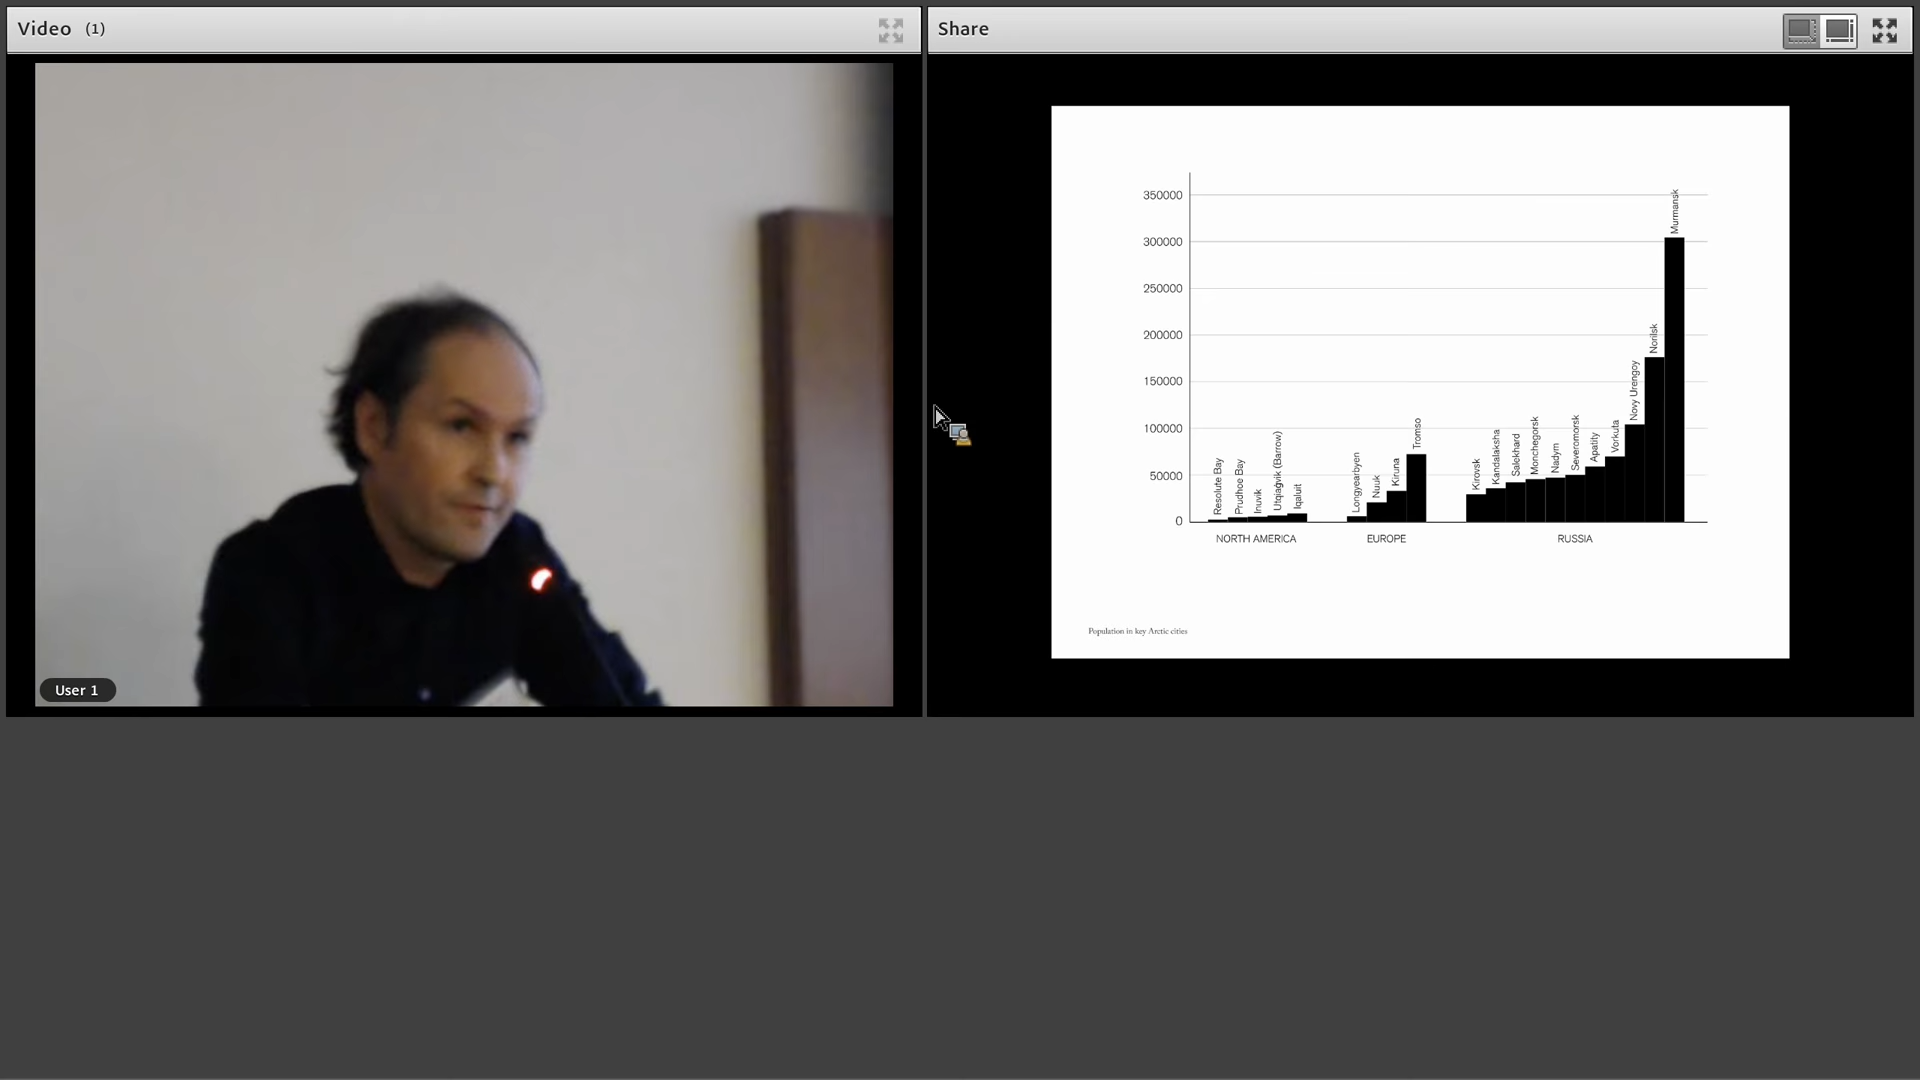 Video (1)
Share
350000
300000
250000
200000
150000
100000
50000
0
Resolute Bay
Prudhoe Bay
Inuvik
Utqiagvik (Barrow)
Iqaluit
Longyearbyen
Nuuk
Kiruna
Tromso
Kirovsk
Kandalaksha
Salekhard
Monchegorsk
Nadym
Severomorsk
Apatity
Vorkuta
Novy Urengoy
Norilsk
Murmansk
NORTH AMERICA
EUROPE
RUSSIA
Population in key Arctic cities
User 1